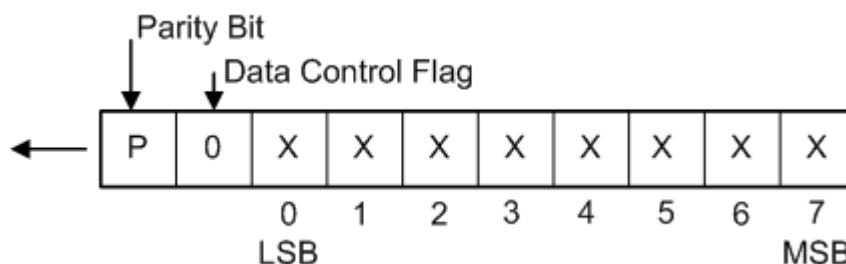 Parity Bit
Data Control Flag
P 0 X X X X X X X X
0 1 2 3 4 5 6 7
LSB MSB